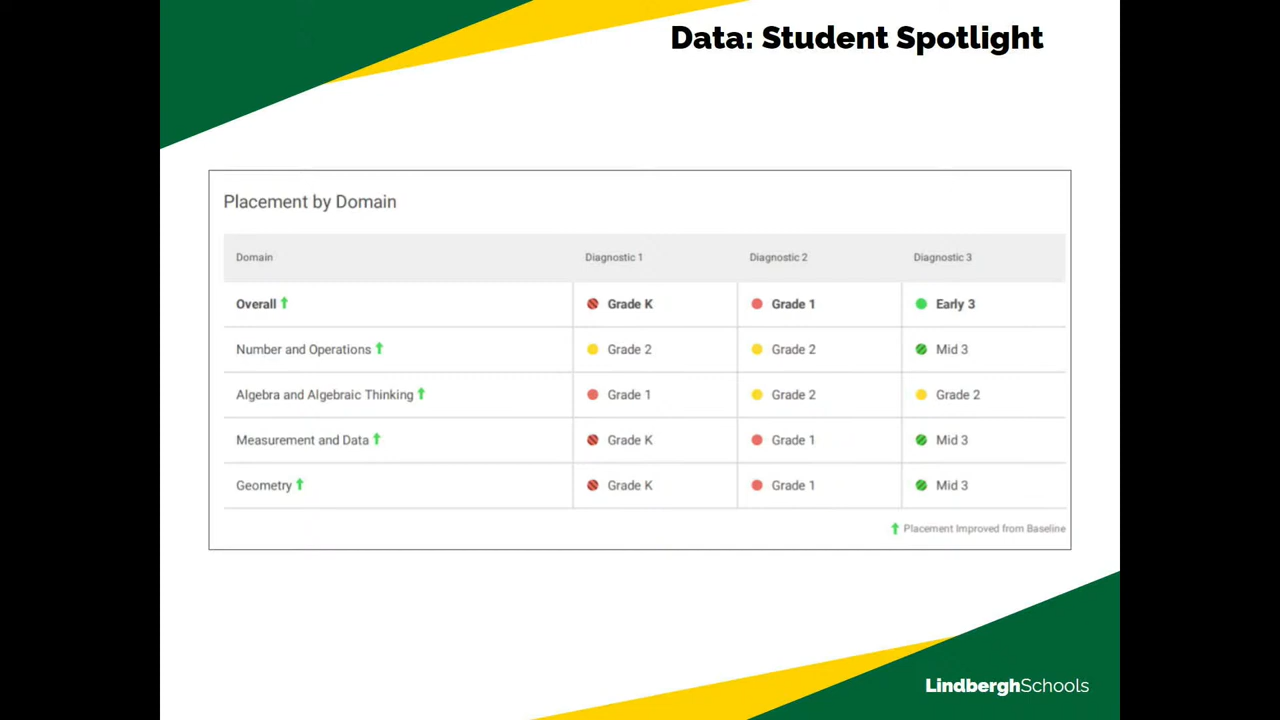 Data: Student Spotlight
Placement by Domain
Domain Diagnostic 1 Diagnostic 2 Diagnostic 3
Overall Grade K Grade 1 Early 3
Number and Operations Grade 2 Grade 2 Mid 3
Algebra and Algebraic Thinking Grade 1 Grade 2 Grade 2
Measurement and Data Grade K Grade 1 Mid 3
Geometry Grade K Grade 1 Mid 3
Placement Improved from Baseline
LindberghSchools